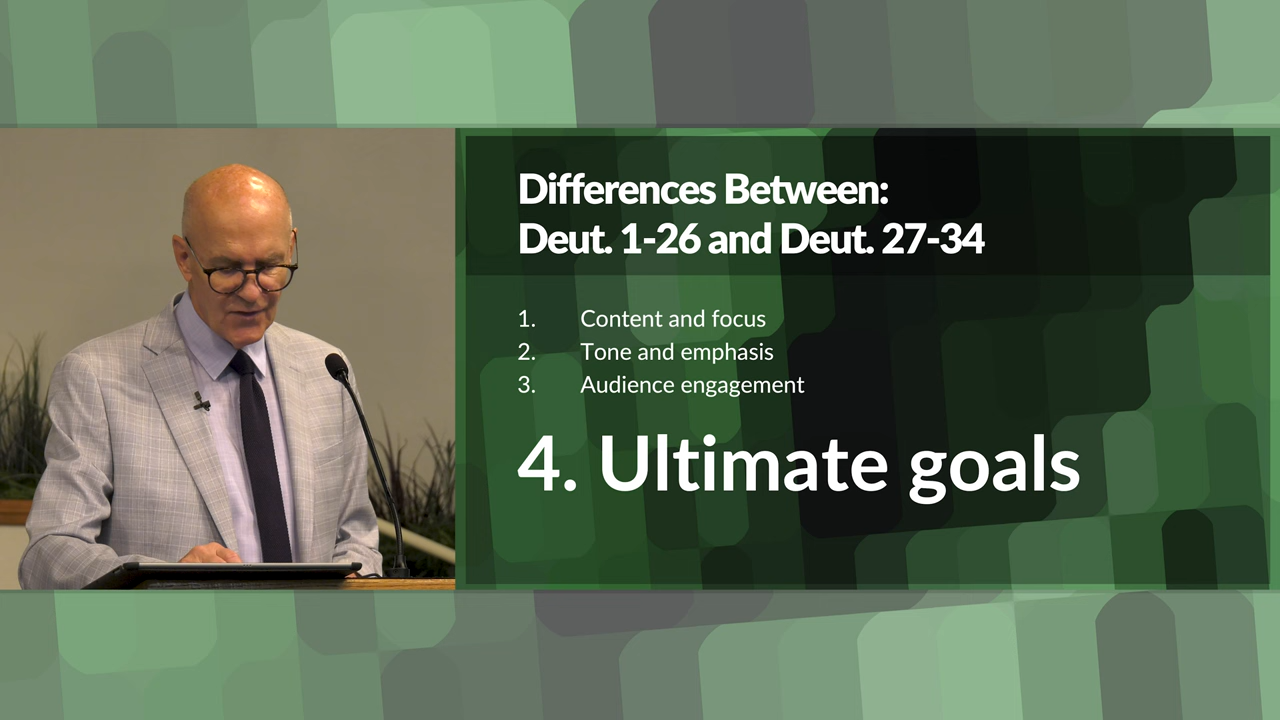 Differences Between:
Deut. 1-26 and Deut. 27-34
1. Content and focus
2. Tone and emphasis
3. Audience engagement
4. Ultimate goals